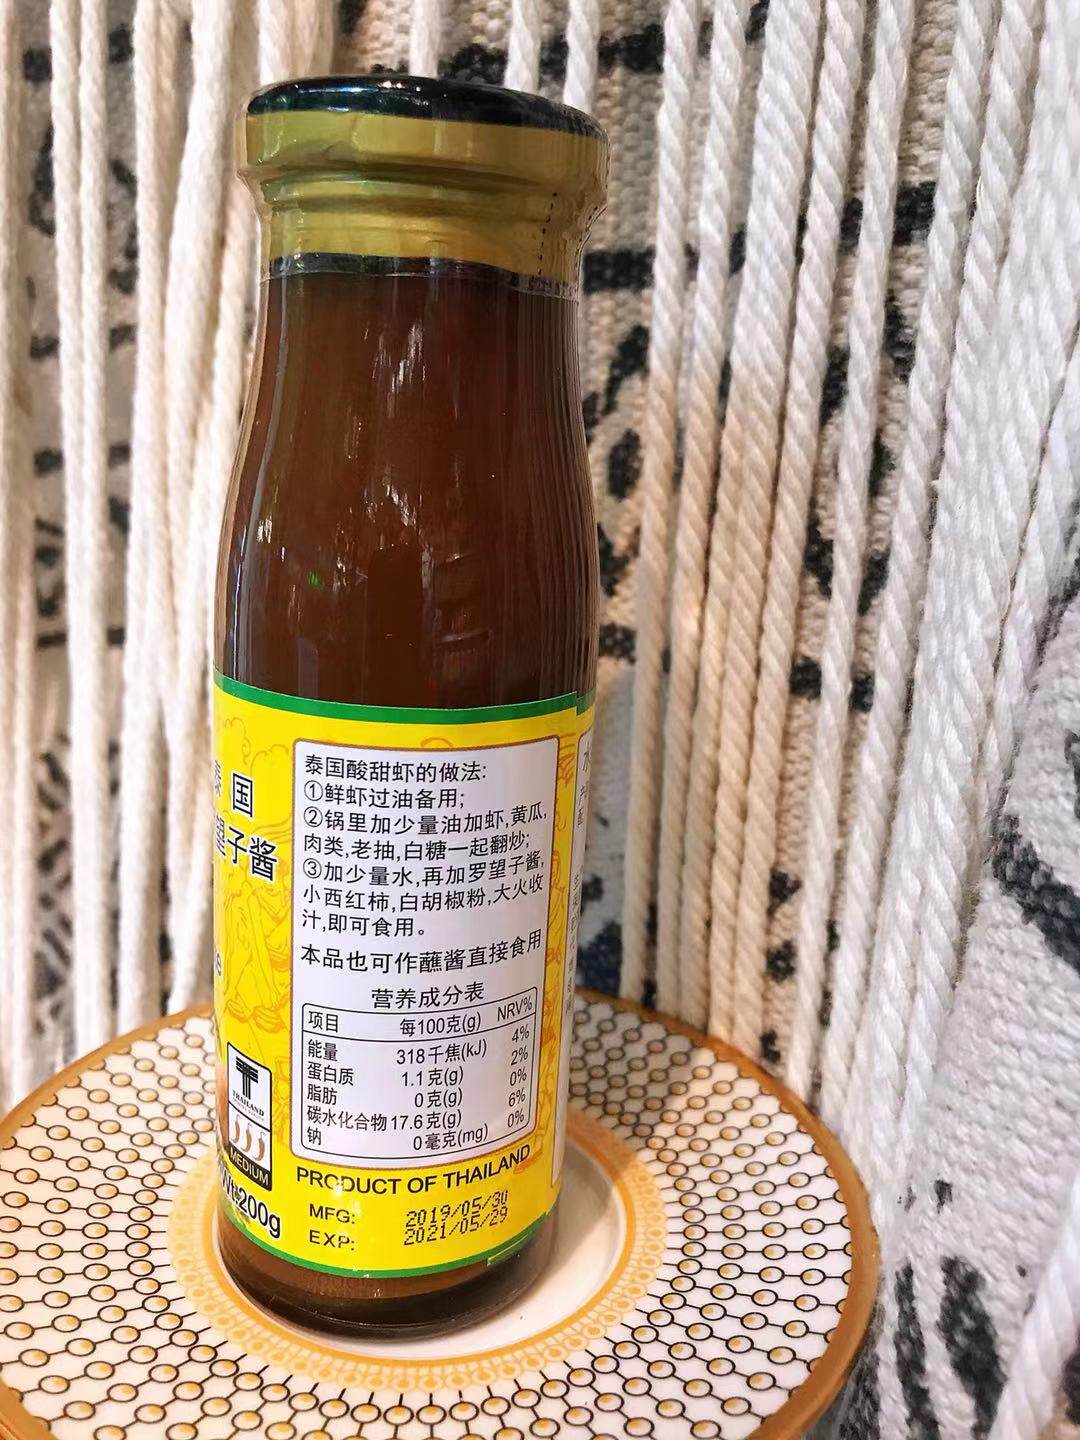 泰国
望子酱
泰国酸甜虾的做法:
①鲜虾过油备用;
②锅里加少量油加虾,黄瓜,
肉类,老抽,白糖一起翻炒;
③加少量水,再加罗望子酱,
小西红柿,白胡椒粉,大火收
汁,即可食用。
本品也可作蘸酱直接食用
营养成分表
项目 每100克(g) NRV%
能量 318千焦(kJ) 4%
蛋白质 1.1克(g) 2%
脂肪 0克(g) 0%
碳水化合物 17.6克(g) 6%
钠 0毫克(mg) 0%
THAILAND
MEDIUM
Wt.200g
PRODUCT OF THAILAND
MFG: 2019/05/30
EXP: 2021/05/29